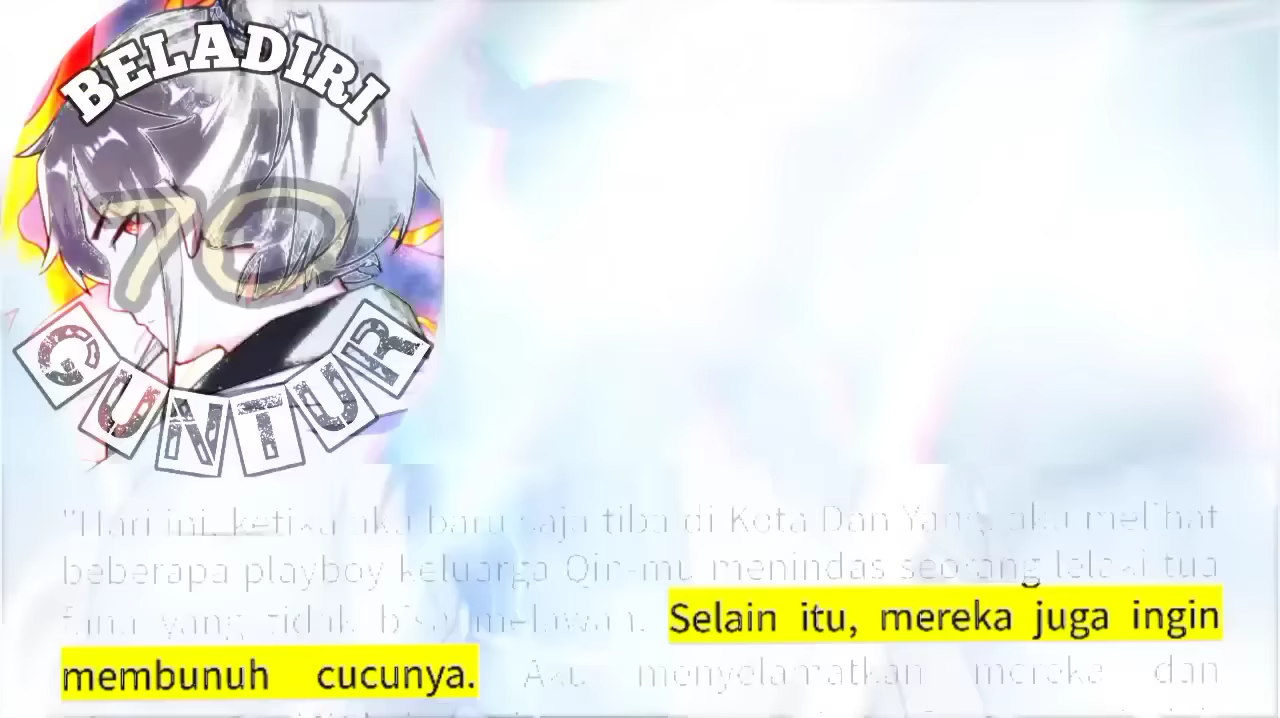 BELADIRI
70
GUNTUR
"Hari ini, ketika aku baru saja tiba di Kota Dan Yang, aku melihat
beberapa playboy keluarga Qin-mu menindas seorang lelaki tua
fana yang tidak bisa melawan. Selain itu, mereka juga ingin
membunuh cucunya. Aku menyelamatkan mereka dan